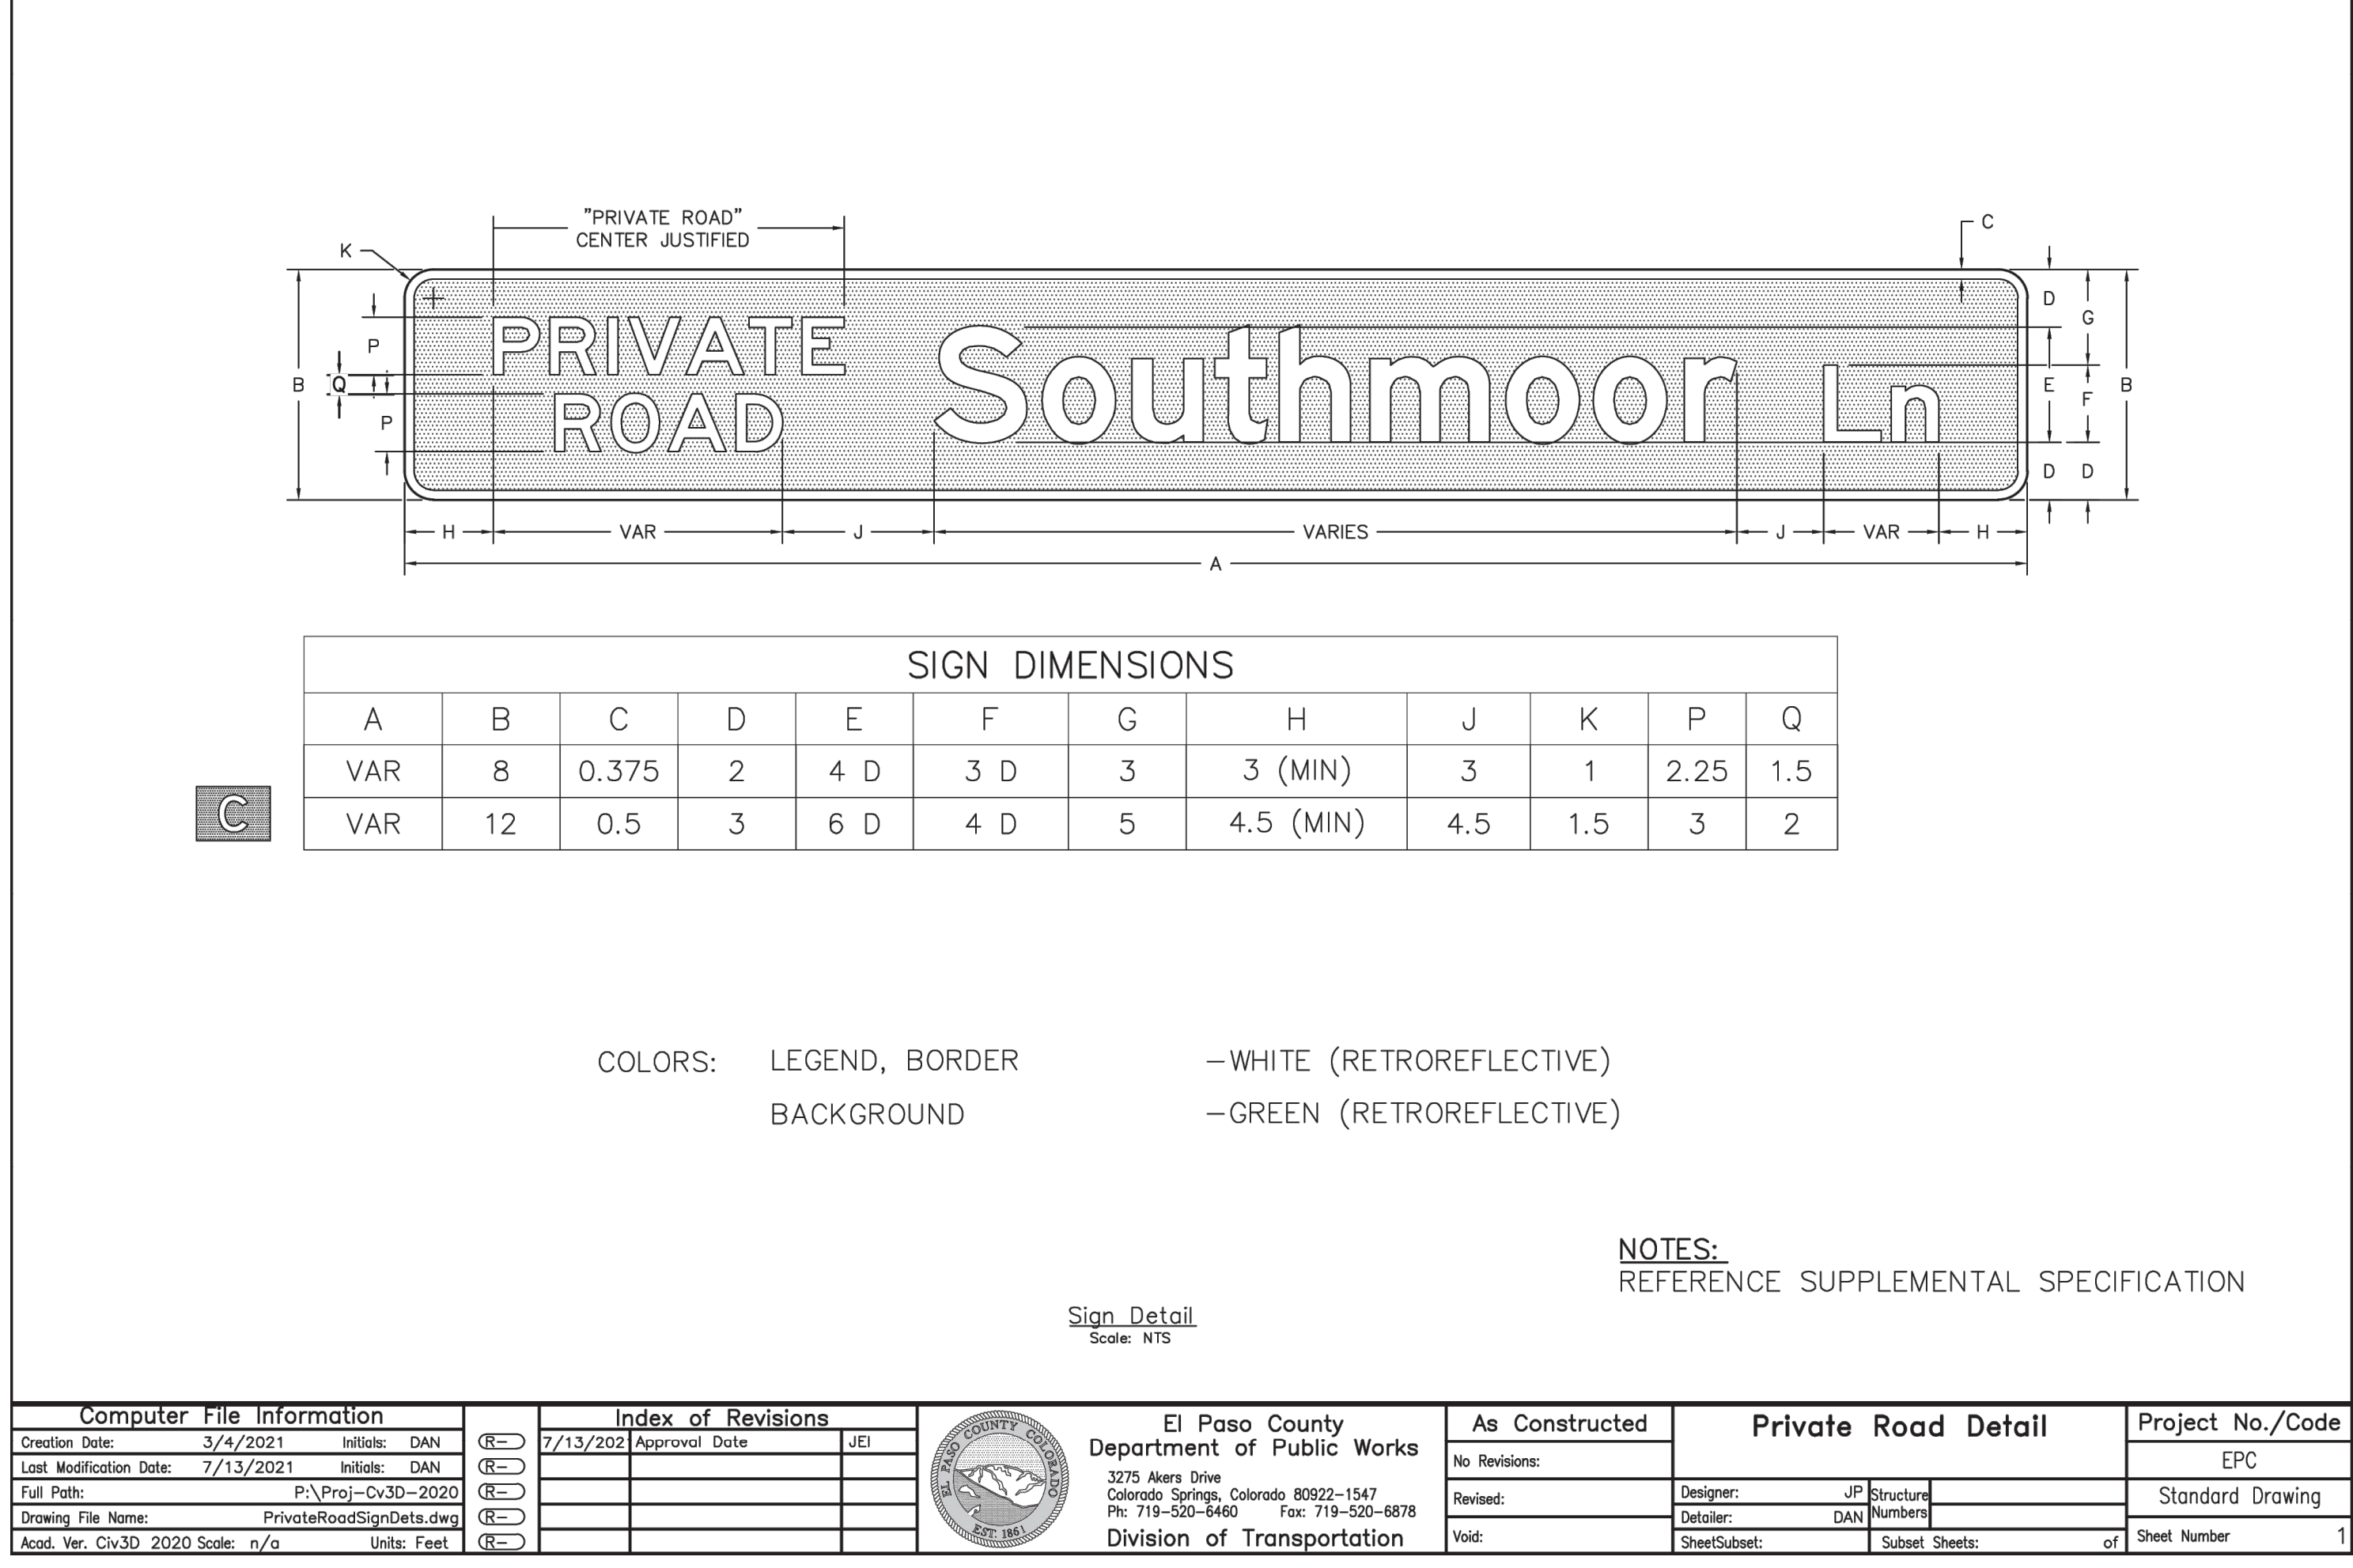 "PRIVATE ROAD"
CENTER JUSTIFIED
C
K
D
G
P
PRIVATE
ROAD
Southmoor
Ln
B
Q
E
F
B
P
D
D
H
VAR
J
VARIES
J
VAR
H
A
SIGN DIMENSIONS
A B C D E F G H J K P Q
VAR 8 0.375 2 4 D 3 D 3 3 (MIN) 3 1 2.25 1.5
C
VAR 12 0.5 3 6 D 4 D 5 4.5 (MIN) 4.5 1.5 3 2
COLORS: LEGEND, BORDER –WHITE (RETROREFLECTIVE)
BACKGROUND –GREEN (RETROREFLECTIVE)
NOTES:
REFERENCE SUPPLEMENTAL SPECIFICATION
Sign Detail
Scale: NTS
Computer File Information
Creation Date: 3/4/2021 Initials: DAN
Last Modification Date: 7/13/2021 Initials: DAN
Full Path: P:\Proj–Cv3D–2020
Drawing File Name: PrivateRoadSignDets.dwg
Acad. Ver. Civ3D 2020 Scale: n/a Units: Feet
R–
R–
R–
R–
R–
Index of Revisions
7/13/202 Approval Date JEI
EL PASO COUNTY COLORADO
EST. 1861
El Paso County
Department of Public Works
3275 Akers Drive
Colorado Springs, Colorado 80922–1547
Ph: 719–520–6460 Fax: 719–520–6878
Division of Transportation
As Constructed
No Revisions:
Revised:
Void:
Private Road Detail
Designer: JP
Detailer: DAN
Structure
Numbers
SheetSubset:
Subset Sheets: of
Project No./Code
EPC
Standard Drawing
Sheet Number 1